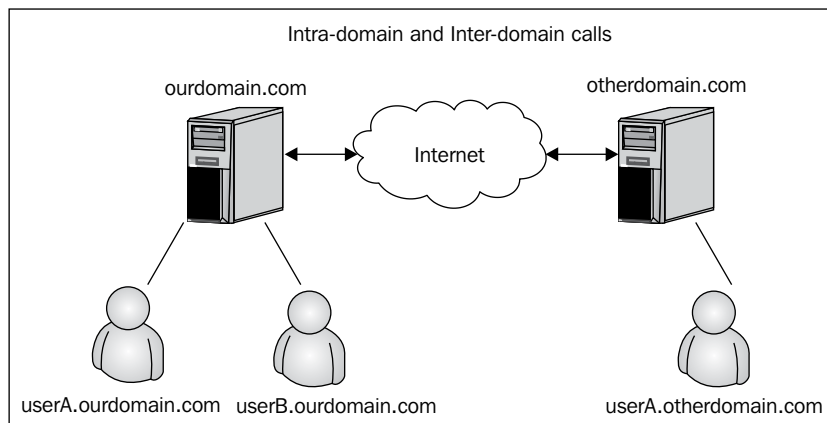 Intra-domain and Inter-domain calls
ourdomain.com
otherdomain.com
Internet
userA.ourdomain.com
userB.ourdomain.com
userA.otherdomain.com